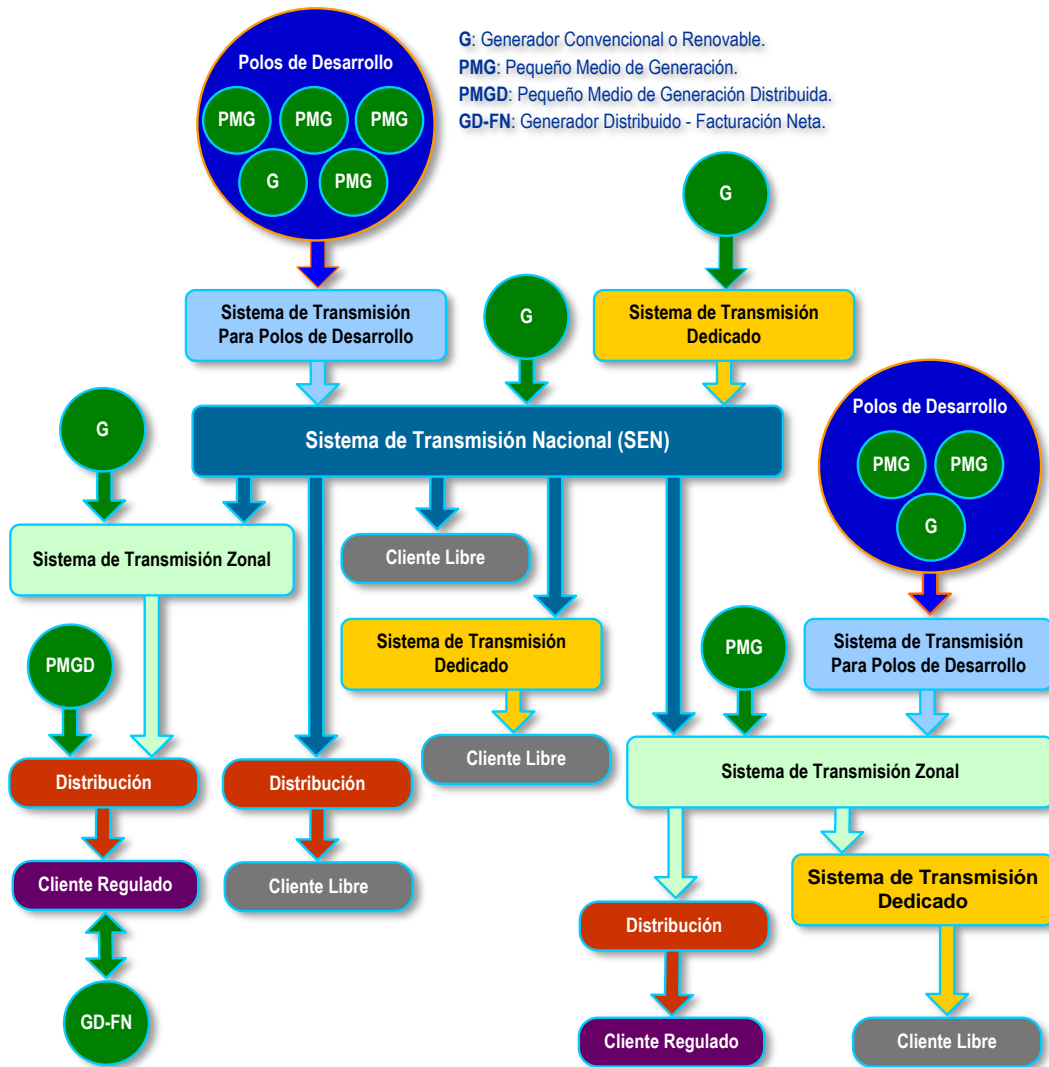 Polos de Desarrollo
PMG
PMG
PMG
G
PMG
G: Generador Convencional o Renovable.
PMG: Pequeño Medio de Generación.
PMGD: Pequeño Medio de Generación Distribuida.
GD-FN: Generador Distribuido - Facturación Neta.
G
Sistema de Transmisión
Para Polos de Desarrollo
G
Sistema de Transmisión
Dedicado
G
Sistema de Transmisión Nacional (SEN)
Polos de Desarrollo
PMG
PMG
G
Sistema de Transmisión Zonal
Cliente Libre
PMGD
Sistema de Transmisión
Dedicado
PMG
Sistema de Transmisión
Para Polos de Desarrollo
Distribución
Distribución
Cliente Libre
Sistema de Transmisión Zonal
Cliente Regulado
Cliente Libre
Sistema de Transmisión
Dedicado
Distribución
GD-FN
Cliente Regulado
Cliente Libre